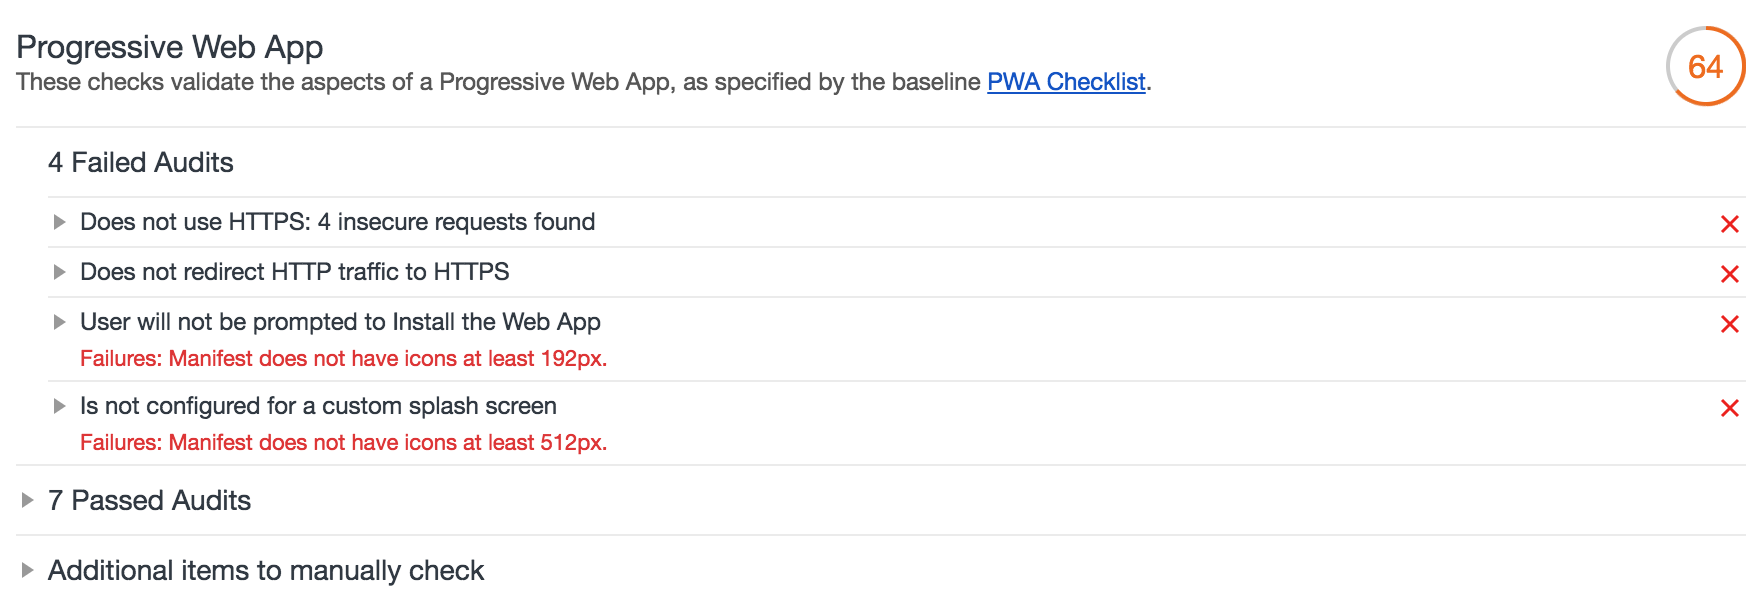 Progressive Web App
64
These checks validate the aspects of a Progressive Web App, as specified by the baseline PWA Checklist.
4 Failed Audits
Does not use HTTPS: 4 insecure requests found
Does not redirect HTTP traffic to HTTPS
User will not be prompted to Install the Web App
Failures: Manifest does not have icons at least 192px.
Is not configured for a custom splash screen
Failures: Manifest does not have icons at least 512px.
7 Passed Audits
Additional items to manually check